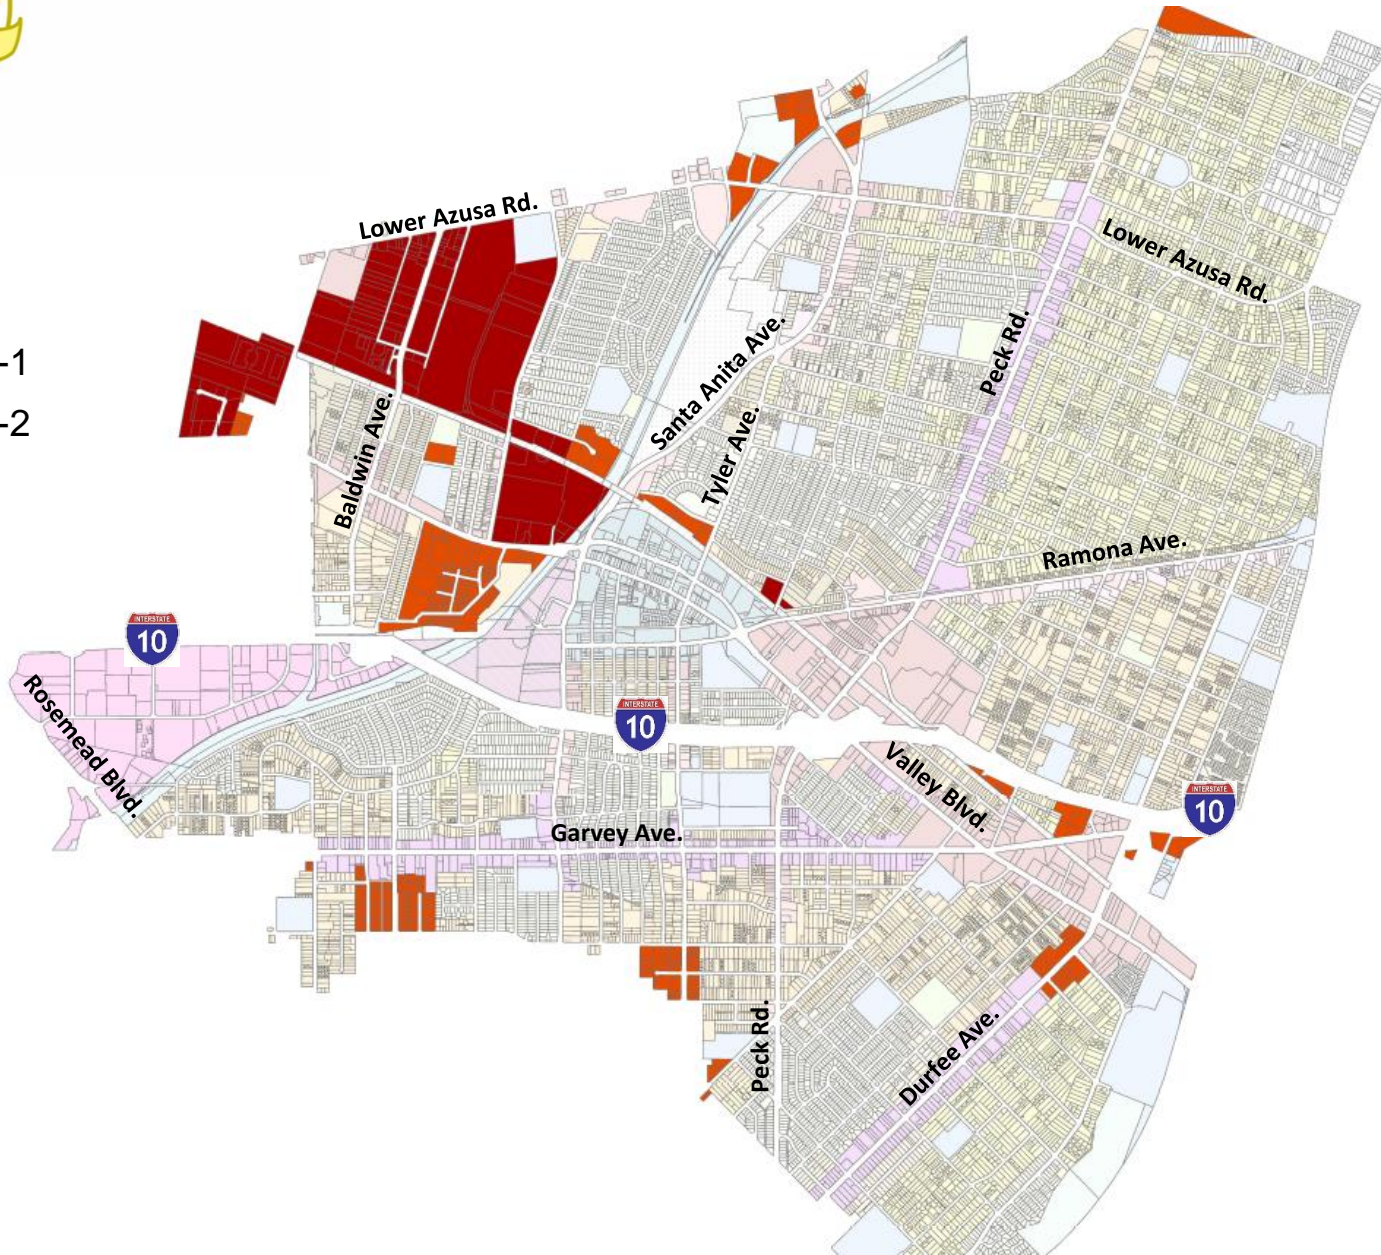 Lower Azusa Rd.
Lower Azusa Rd.
-1
-2
Baldwin Ave.
Santa Anita Ave.
Tyler Ave.
Peck Rd.
Ramona Ave.
INTERSTATE
10
Rosemead Blvd.
INTERSTATE
10
Valley Blvd.
INTERSTATE
10
Garvey Ave.
Peck Rd.
Durfee Ave.